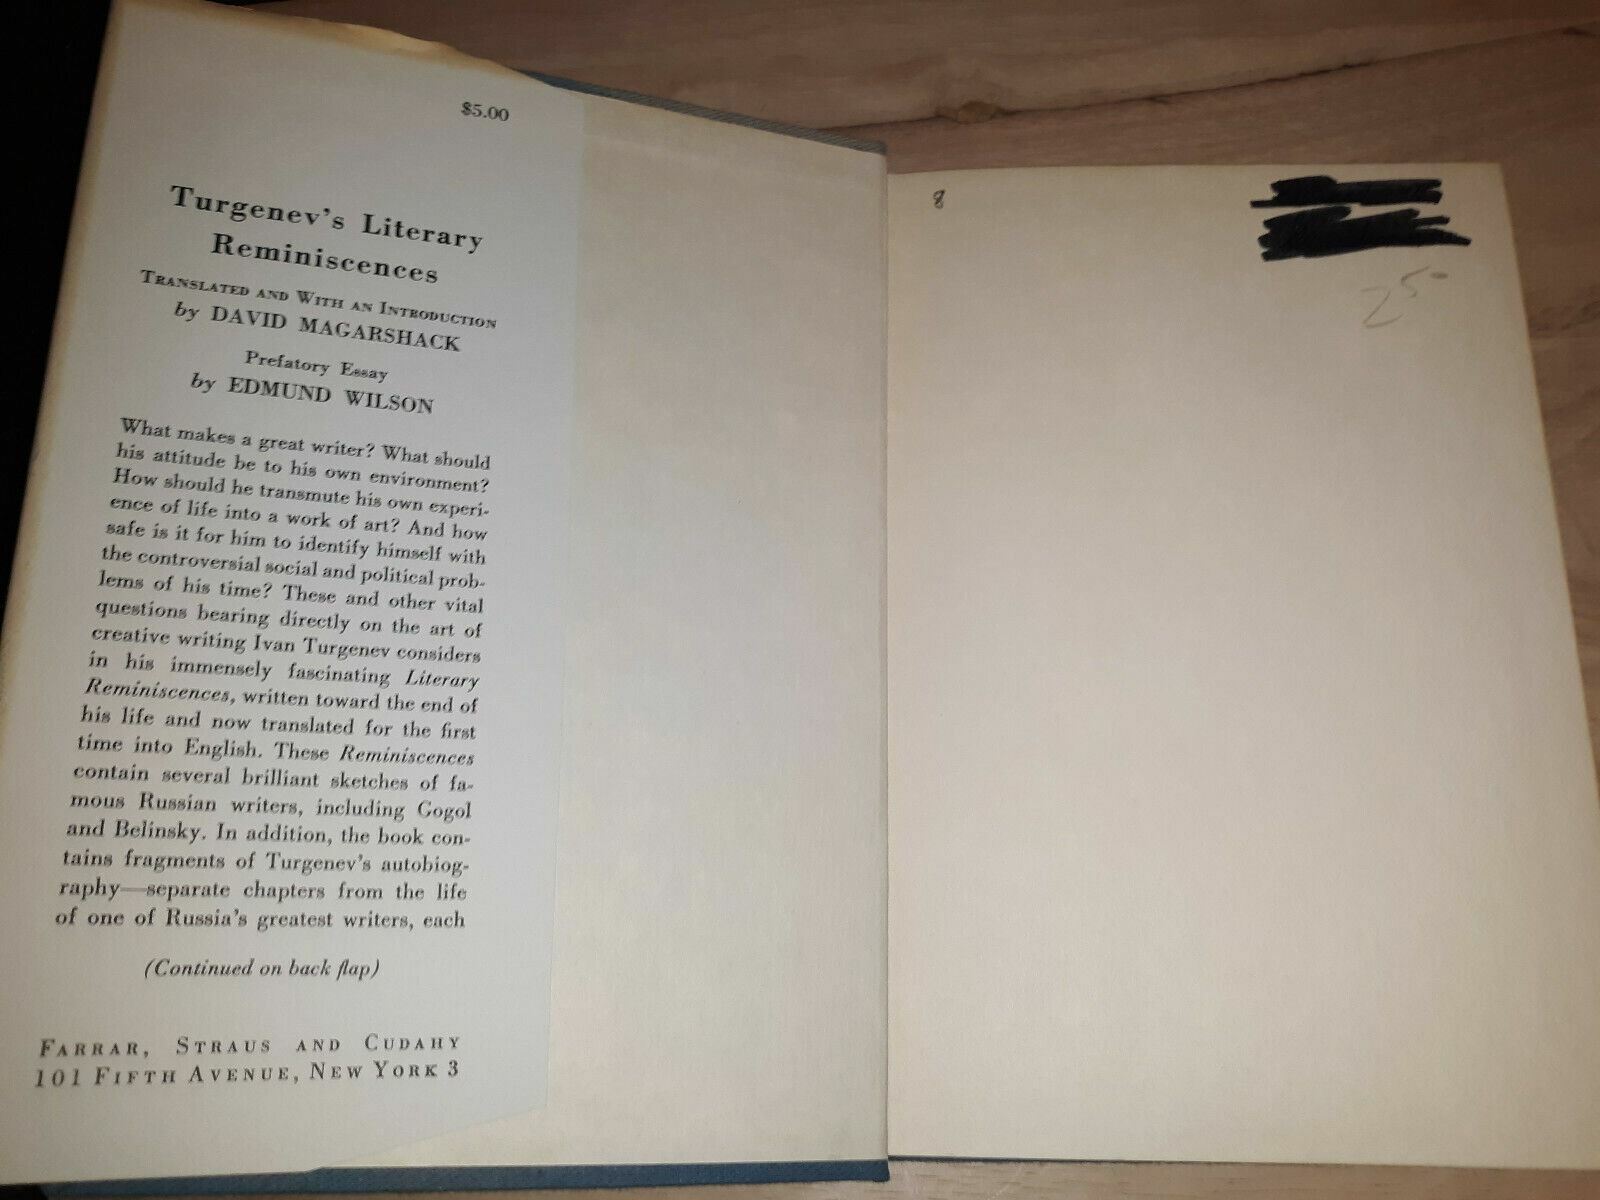 $5.00
Turgenev's Literary
Reminiscences
TRANSLATED AND WITH AN INTRODUCTION
by DAVID MAGARSHACK
Prefatory Essay
by EDMUND WILSON
What makes a great writer? What should
his attitude be to his own environment?
How should he transmute his own experi-
ence of life into a work of art? And how
safe is it for him to identify himself with
the controversial social and political prob-
lems of his time? These and other vital
questions bearing directly on the art of
creative writing Ivan Turgenev considers
in his immensely fascinating Literary
Reminiscences, written toward the end of
his life and now translated for the first
time into English. These Reminiscences
contain several brilliant sketches of fa-
mous Russian writers, including Gogol
and Belinsky. In addition, the book con-
tains fragments of Turgenev's autobiog-
raphy—separate chapters from the life
of one of Russia's greatest writers, each
(Continued on back flap)
FARRAR, STRAUS AND CUDAHY
101 FIFTH AVENUE, NEW YORK 3
8
2 50